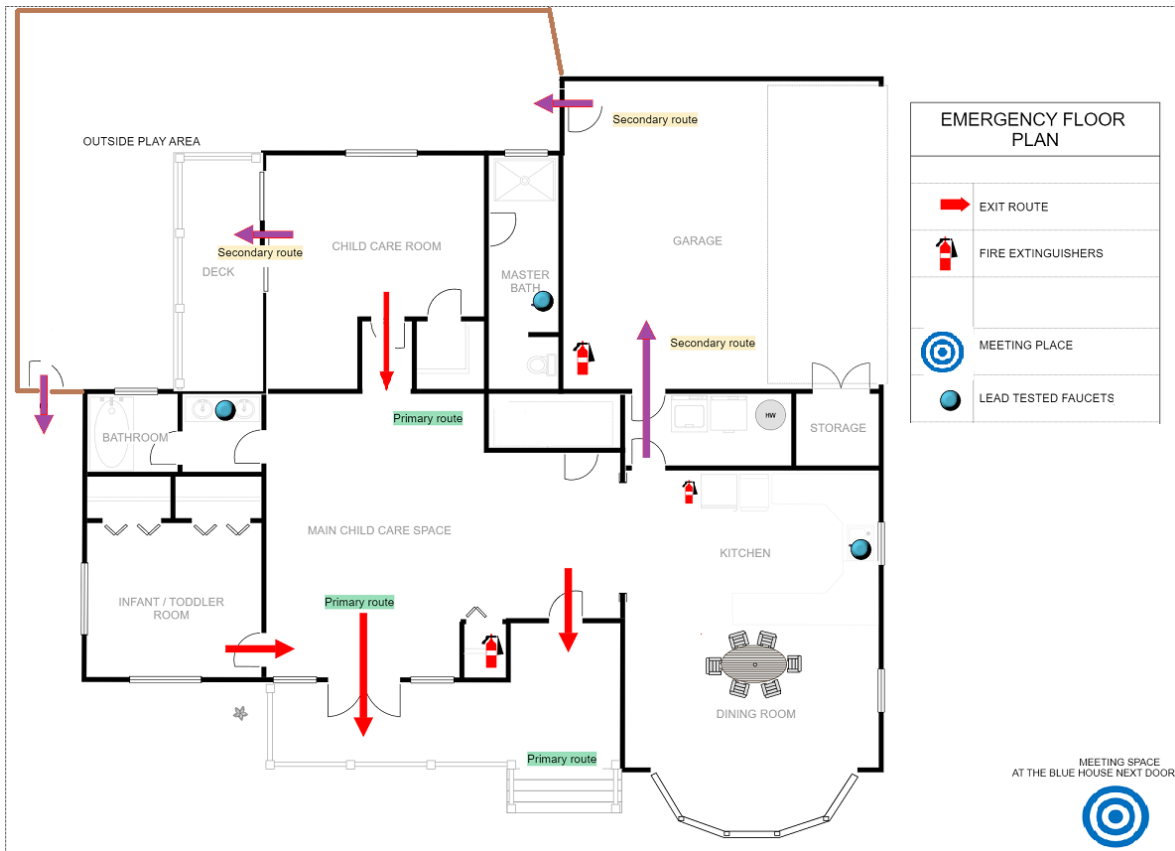 OUTSIDE PLAY AREA
Secondary route
EMERGENCY FLOOR
PLAN
EXIT ROUTE
FIRE EXTINGUISHERS
MEETING PLACE
LEAD TESTED FAUCETS
Secondary route
DECK
CHILD CARE ROOM
MASTER
BATH
GARAGE
Secondary route
Primary route
BATHROOM
HW
STORAGE
MAIN CHILD CARE SPACE
KITCHEN
INFANT / TODDLER
ROOM
Primary route
DINING ROOM
Primary route
MEETING SPACE
AT THE BLUE HOUSE NEXT DOOR